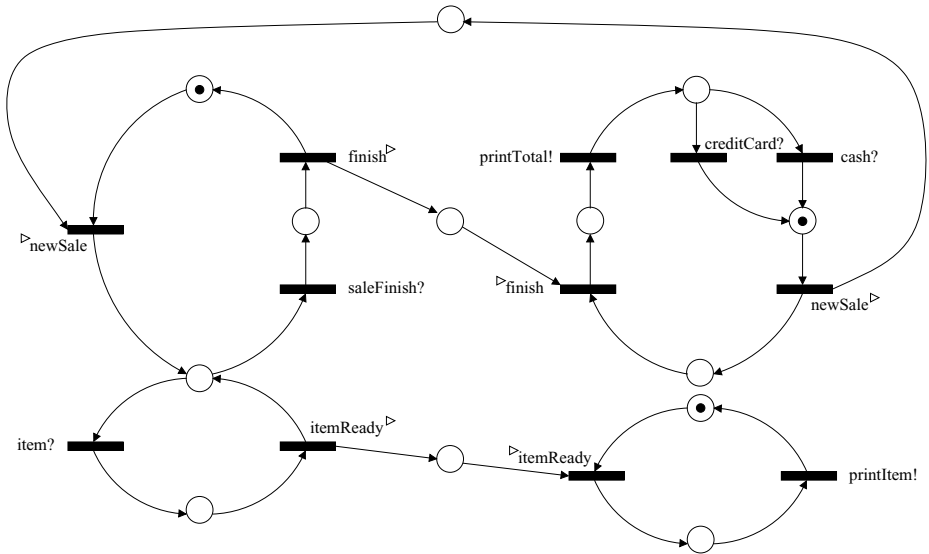 finish▷
printTotal!
creditCard?
cash?
▷newSale
saleFinish?
▷finish
newSale▷
item?
itemReady▷
▷itemReady
printItem!